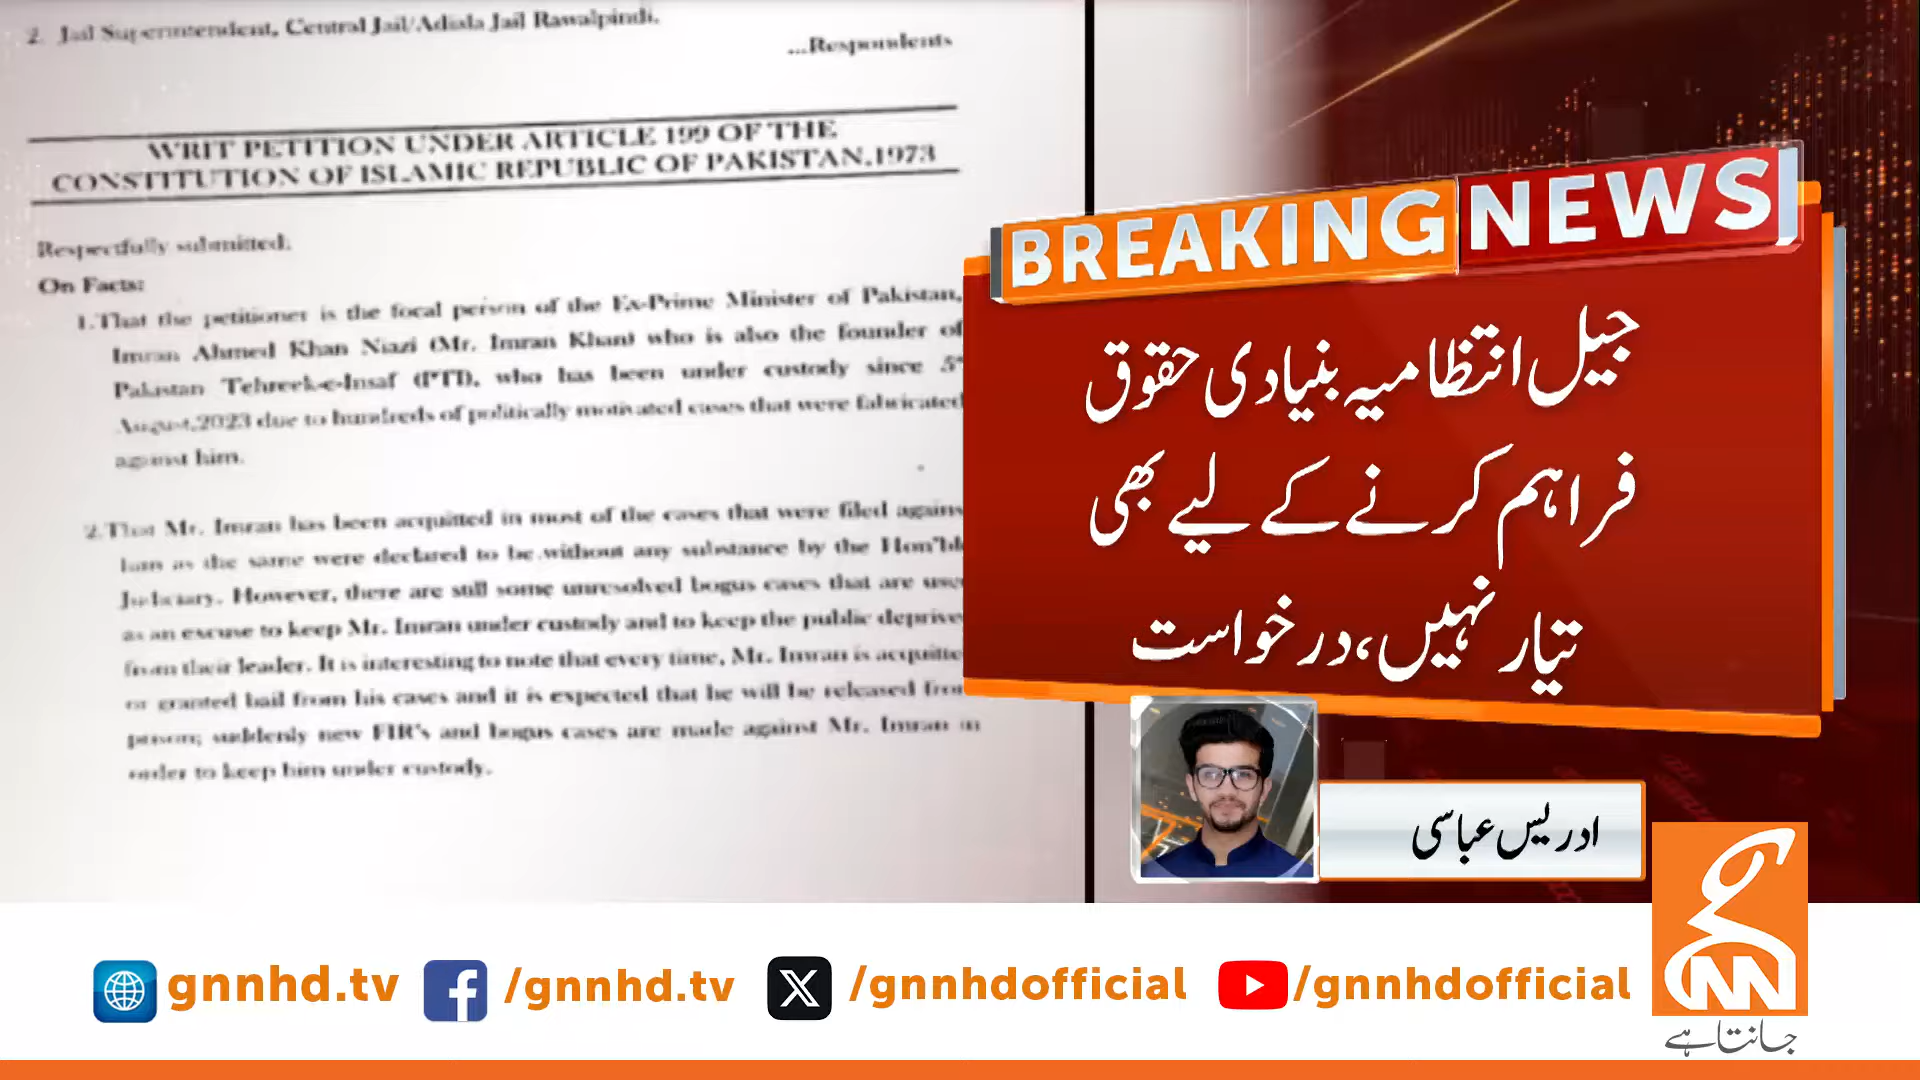 2. Jail Superintendent, Central Jail/Adiala Jail Rawalpindi.
...Respondents
WRIT PETITION UNDER ARTICLE 199 OF THE
CONSTITUTION OF ISLAMIC REPUBLIC OF PAKISTAN,1973
Respectfully submitted.
On Facts:
1.That the petitioner is the focal person of the Ex-Prime Minister of Pakistan,
Imran Ahmed Khan Niazi (Mr. Imran Khan) who is also the founder of
Pakistan Tehreek-e-Insaf (PTI), who has been under custody since 5
August,2023 due to hundreds of politically motivated cases that were fabricated
against him.
2.That Mr. Imran has been acquitted in most of the cases that were filed agains
him as the same were declared to be without any substance by the Hon'bl
Judiciary. However, there are still some unresolved bogus cases that are use
as an excuse to keep Mr. Imran under custody and to keep the public deprive
from their leader. It is interesting to note that every time, Mr. Imran is acquitte
or granted bail from his cases and it is expected that he will be released fron
prison; suddenly new FIR's and bogus cases are made against Mr. Imran in
order to keep him under custody.
BREAKING NEWS
جیل انتظامیہ بنیادی حقوق
فراہم کرنے کے لیے بھی
تیار نہیں، درخواست
ادریس عباسی
gnnhd.tv /gnnhd.tv /gnnhdofficial /gnnhdofficial
GNN
جانتا ہے